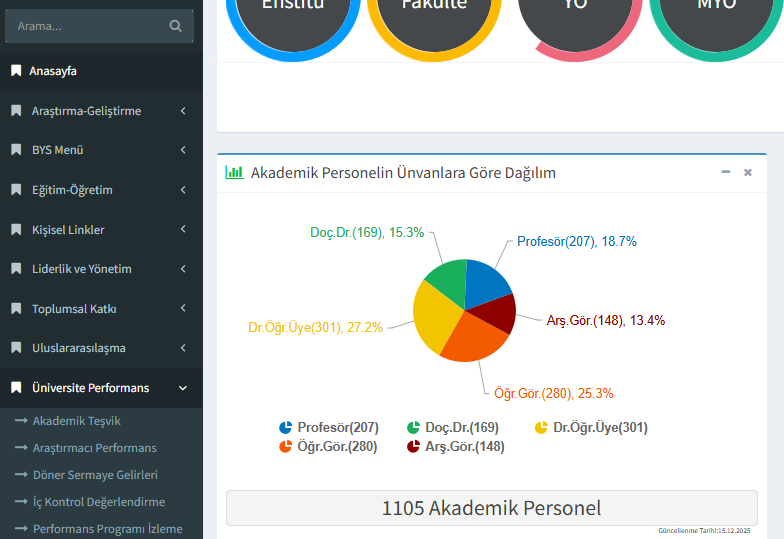 Enstitü
Fakülte
YO
MYO
Arama...
Anasayfa
Araştırma-Geliştirme
BYS Menü
Eğitim-Öğretim
Kişisel Linkler
Liderlik ve Yönetim
Toplumsal Katkı
Uluslararasılaşma
Üniversite Performans
Akademik Teşvik
Araştırmacı Performans
Döner Sermaye Gelirleri
İç Kontrol Değerlendirme
Performans Programı İzleme
Akademik Personelin Ünvanlara Göre Dağılım
Doç.Dr.(169), 15.3%
Profesör(207), 18.7%
Dr.Öğr.Üye(301), 27.2%
Arş.Gör.(148), 13.4%
Öğr.Gör.(280), 25.3%
Profesör(207) Doç.Dr.(169) Dr.Öğr.Üye(301)
Öğr.Gör.(280) Arş.Gör.(148)
1105 Akademik Personel
Güncellenme Tarihi:15.12.2025